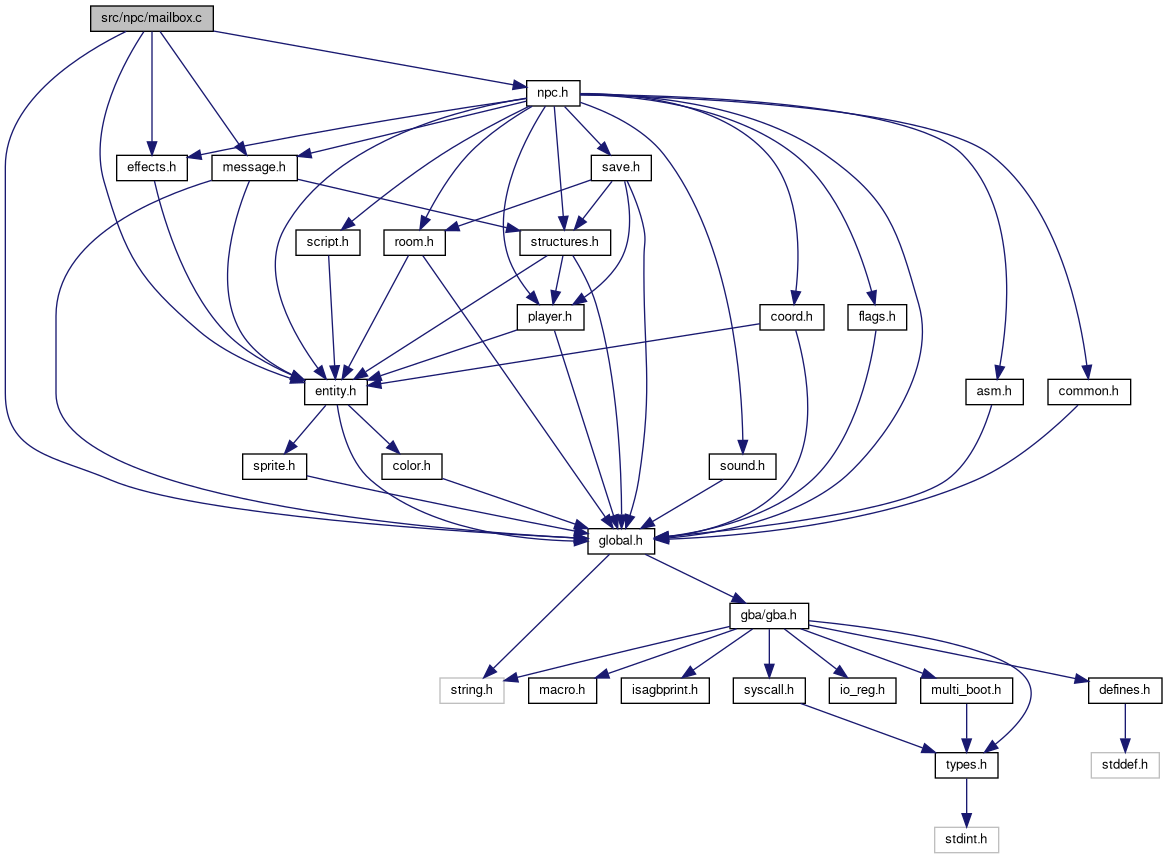 src/npc/mailbox.c
npc.h
effects.h
message.h
save.h
script.h
room.h
structures.h
player.h
coord.h
flags.h
entity.h
asm.h
common.h
sprite.h
color.h
sound.h
global.h
gba/gba.h
string.h
macro.h
isagbprint.h
syscall.h
io_reg.h
multi_boot.h
defines.h
types.h
stddef.h
stdint.h